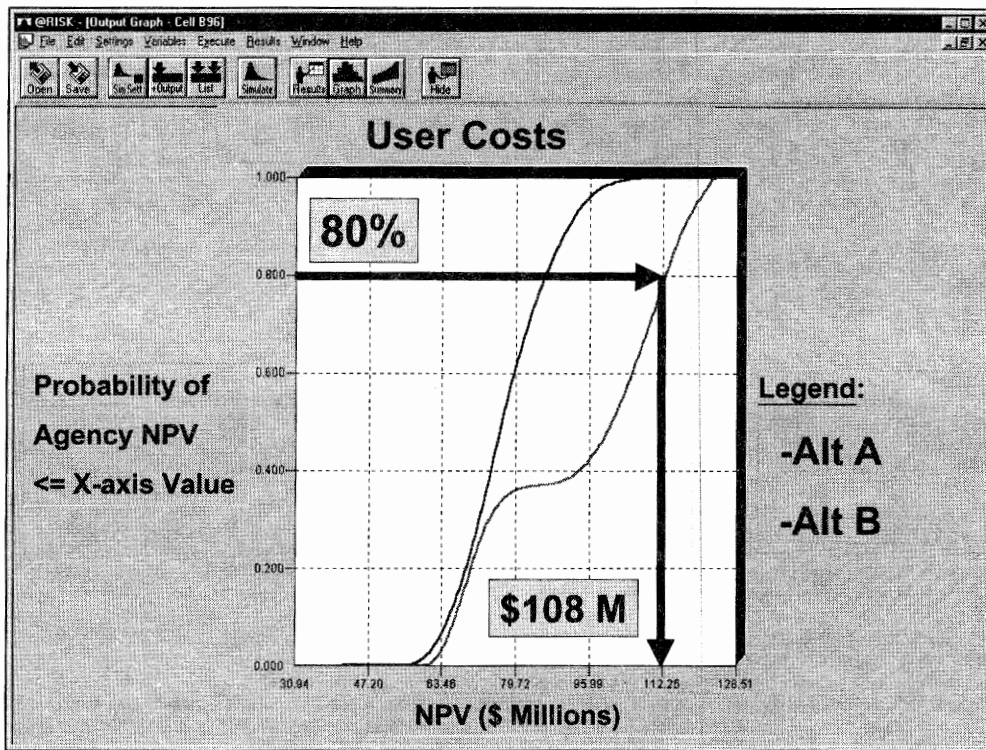 @RISK - [Output Graph - Cell B96]
File Edit Settings Variables Execute Results Window Help
Open Save Sim Sett +Output List Simulate Results Graph Summary Hide
User Costs
1.000
80%
0.800
0.600
Probability of
Agency NPV
<= X-axis Value
Legend:
-Alt A
-Alt B
0.400
0.200
$108 M
0.000
30.94 47.20 63.46 79.72 95.99 112.25 128.51
NPV ($ Millions)